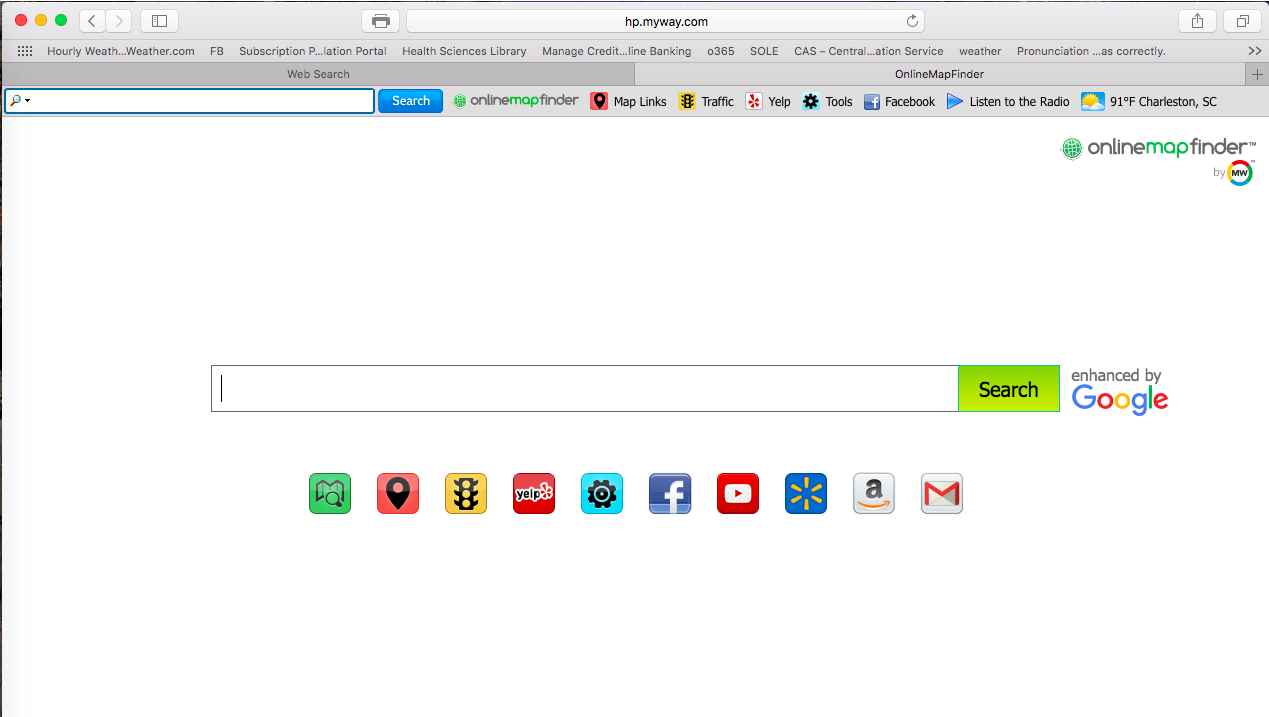 hp.myway.com
Hourly Weath...Weather.com FB Subscription P...lation Portal Health Sciences Library Manage Credit...line Banking o365 SOLE CAS – Central...ation Service weather Pronunciation ...as correctly.
Web Search OnlineMapFinder
Search onlinemapfinder Map Links Traffic Yelp Tools Facebook Listen to the Radio 91°F Charleston, SC
onlinemapfinder™
by MW™
Search
enhanced by
Google
yelp f a